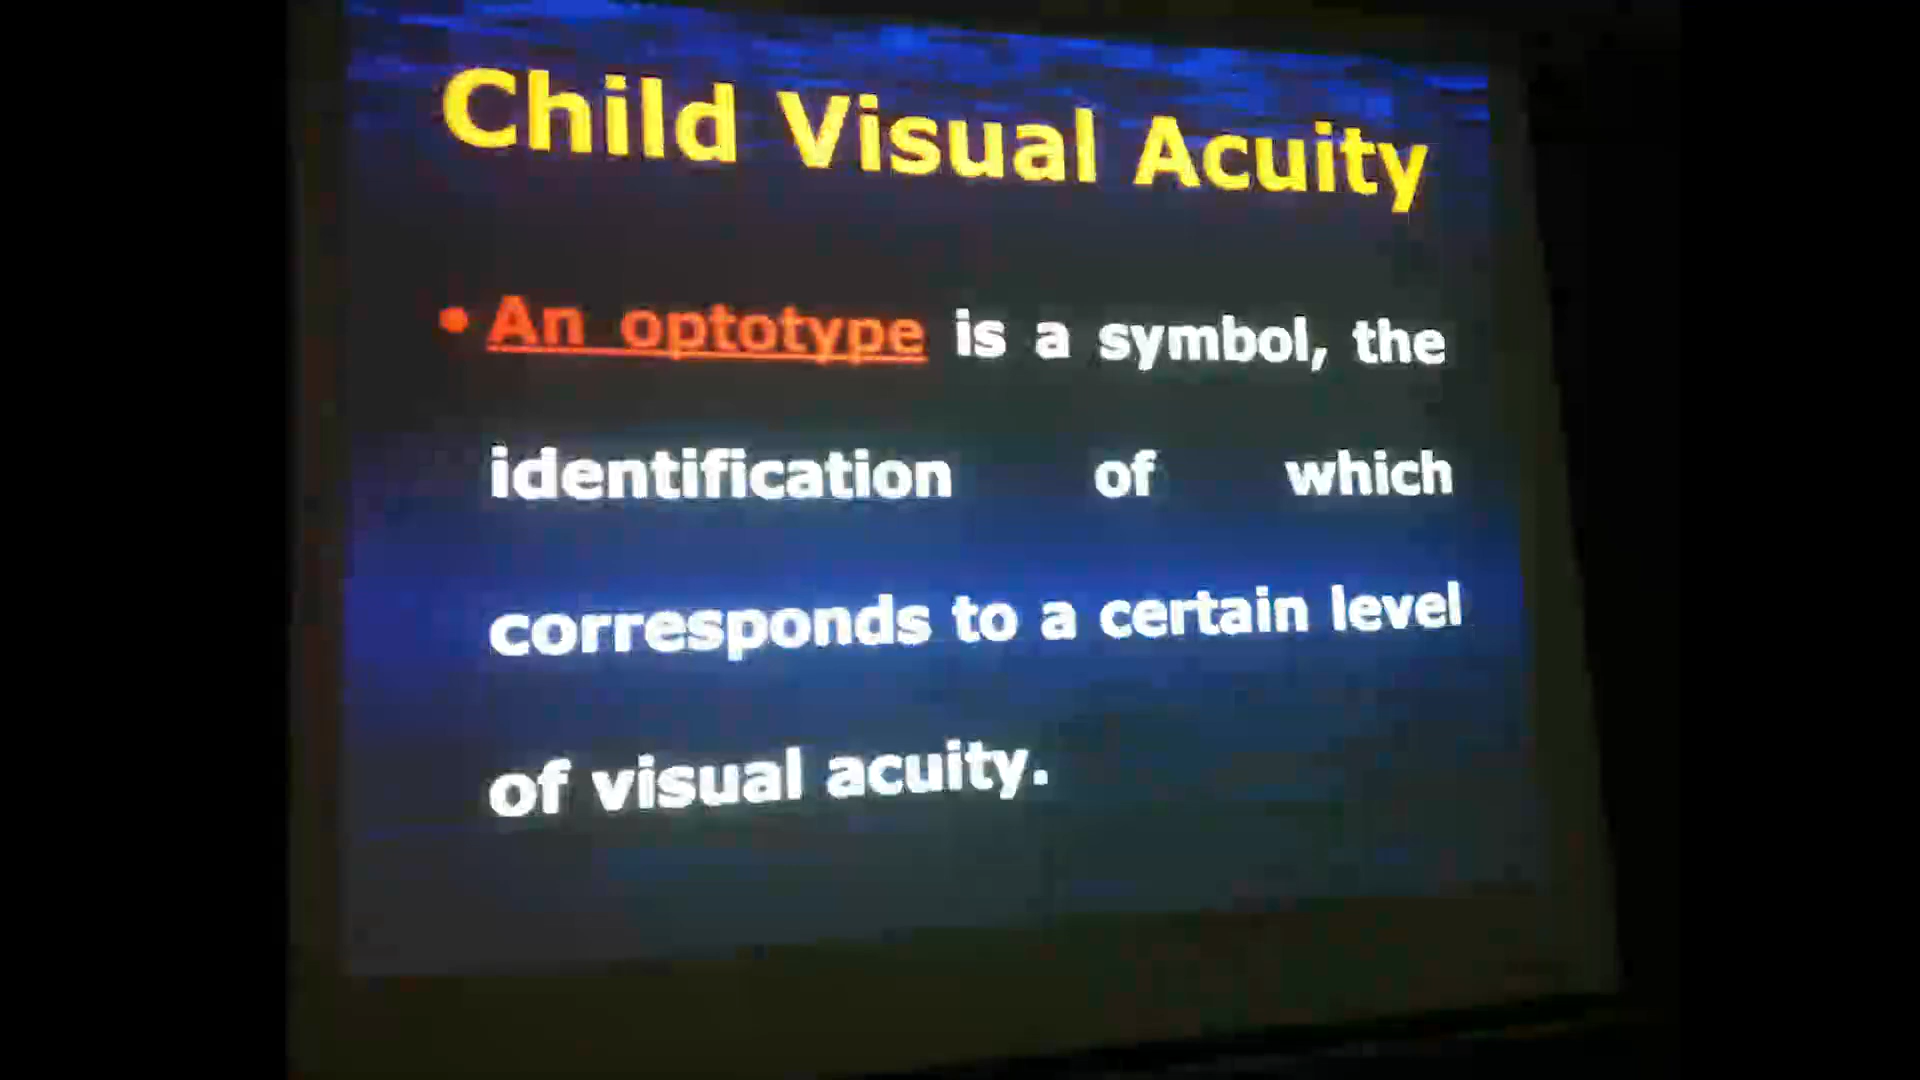 Child Visual Acuity
• An optotype is a symbol, the
identification of which
corresponds to a certain level
of visual acuity.